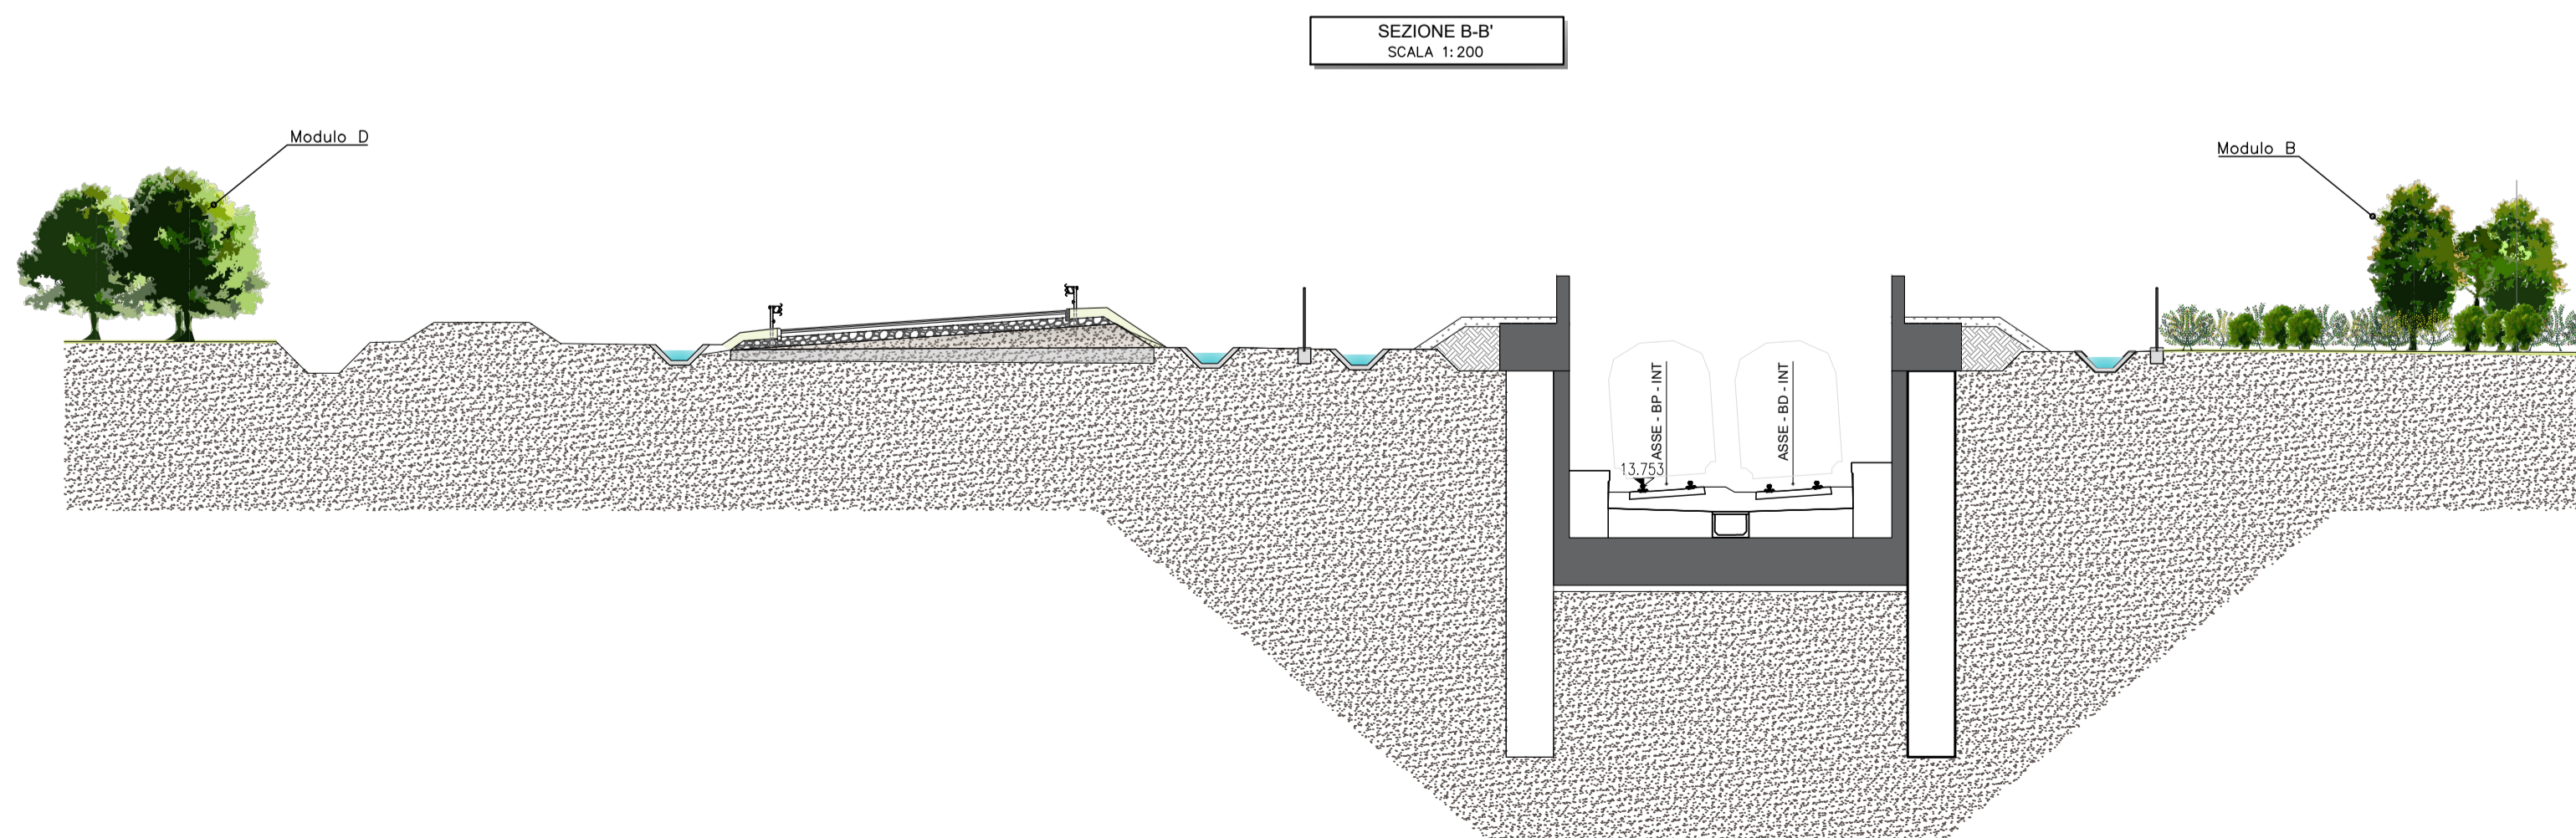 SEZIONE B-B'
SCALA 1:200
Modulo D
Modulo B
ASSE - BP - INT
ASSE - BD - INT
13.753